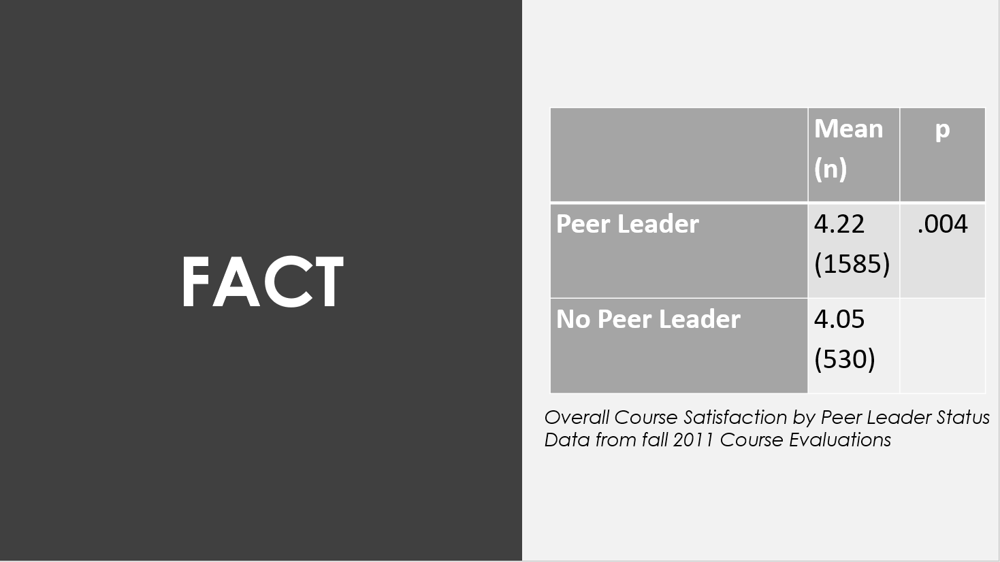 FACT
Mean
(n)
p
Peer Leader
4.22
(1585)
.004
No Peer Leader
4.05
(530)
Overall Course Satisfaction by Peer Leader Status
Data from fall 2011 Course Evaluations